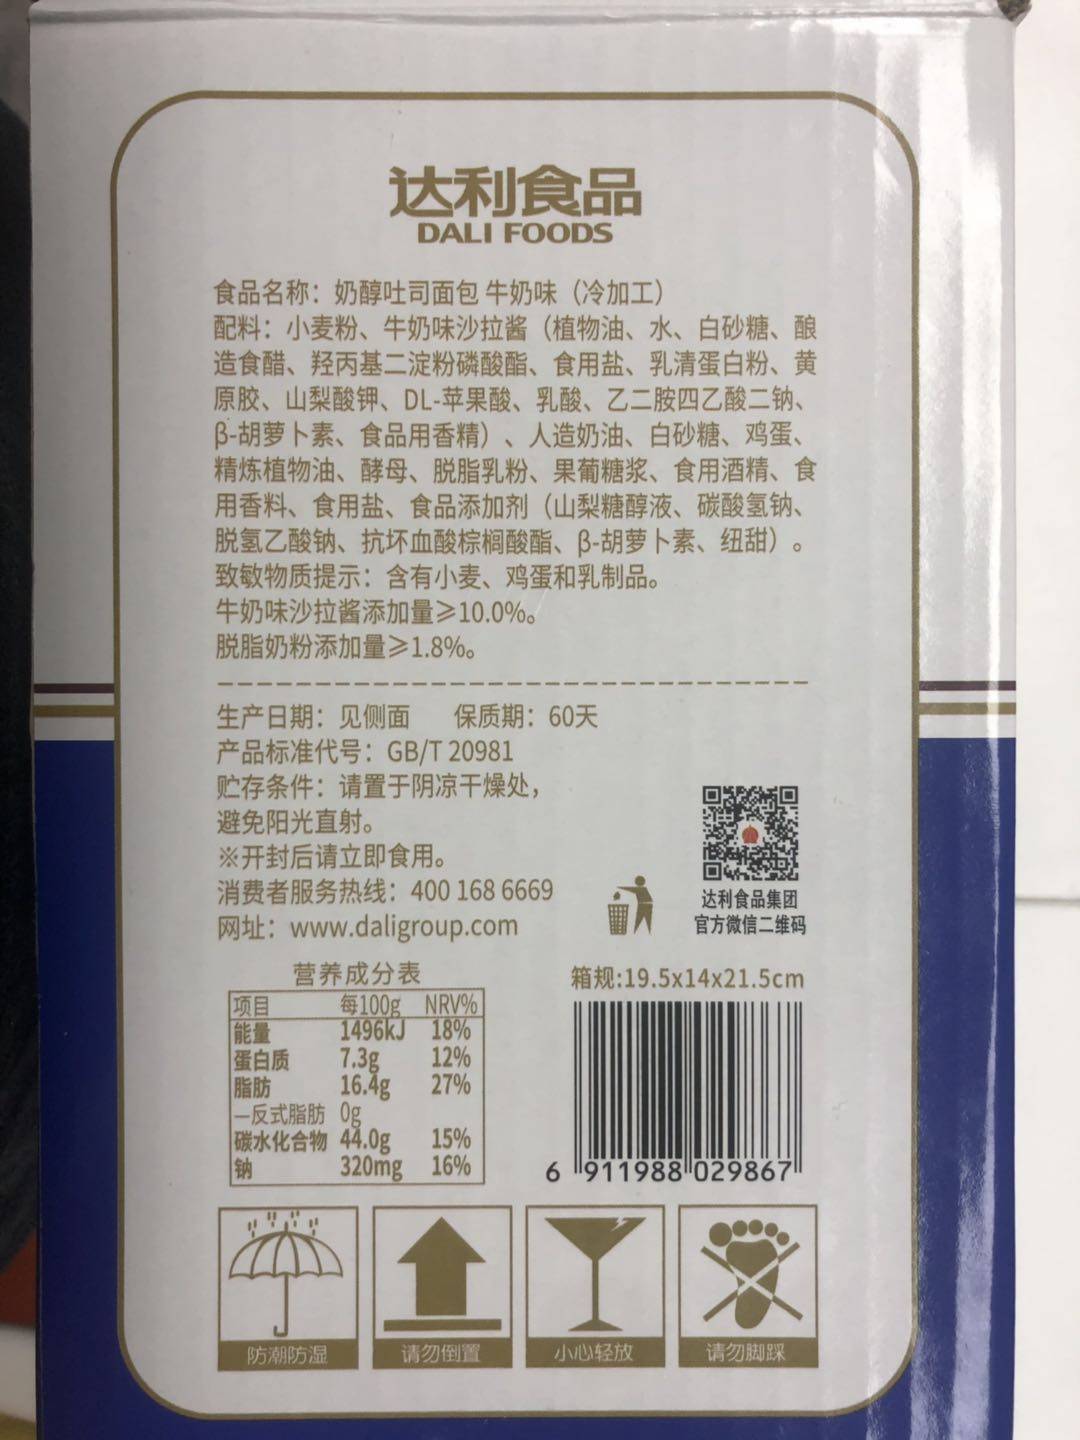 达利食品
DALI FOODS
食品名称：奶醇吐司面包 牛奶味（冷加工）
配料：小麦粉、牛奶味沙拉酱（植物油、水、白砂糖、酿
造食醋、羟丙基二淀粉磷酸酯、食用盐、乳清蛋白粉、黄
原胶、山梨酸钾、DL-苹果酸、乳酸、乙二胺四乙酸二钠、
β-胡萝卜素、食品用香精）、人造奶油、白砂糖、鸡蛋、
精炼植物油、酵母、脱脂乳粉、果葡糖浆、食用酒精、食
用香料、食用盐、食品添加剂（山梨糖醇液、碳酸氢钠、
脱氢乙酸钠、抗坏血酸棕榈酸酯、β-胡萝卜素、纽甜）。
致敏物质提示：含有小麦、鸡蛋和乳制品。
牛奶味沙拉酱添加量≥10.0%。
脱脂奶粉添加量≥1.8%。
生产日期：见侧面 保质期：60天
产品标准代号：GB/T 20981
贮存条件：请置于阴凉干燥处，
避免阳光直射。
※开封后请立即食用。
消费者服务热线：400 168 6669
网址：www.daligroup.com
达利食品集团
官方微信二维码
营养成分表
项目 每100g NRV%
能量 1496kJ 18%
蛋白质 7.3g 12%
脂肪 16.4g 27%
—反式脂肪 0g
碳水化合物 44.0g 15%
钠 320mg 16%
箱规:19.5x14x21.5cm
6 911988 029867
防潮防湿
请勿倒置
小心轻放
请勿脚踩